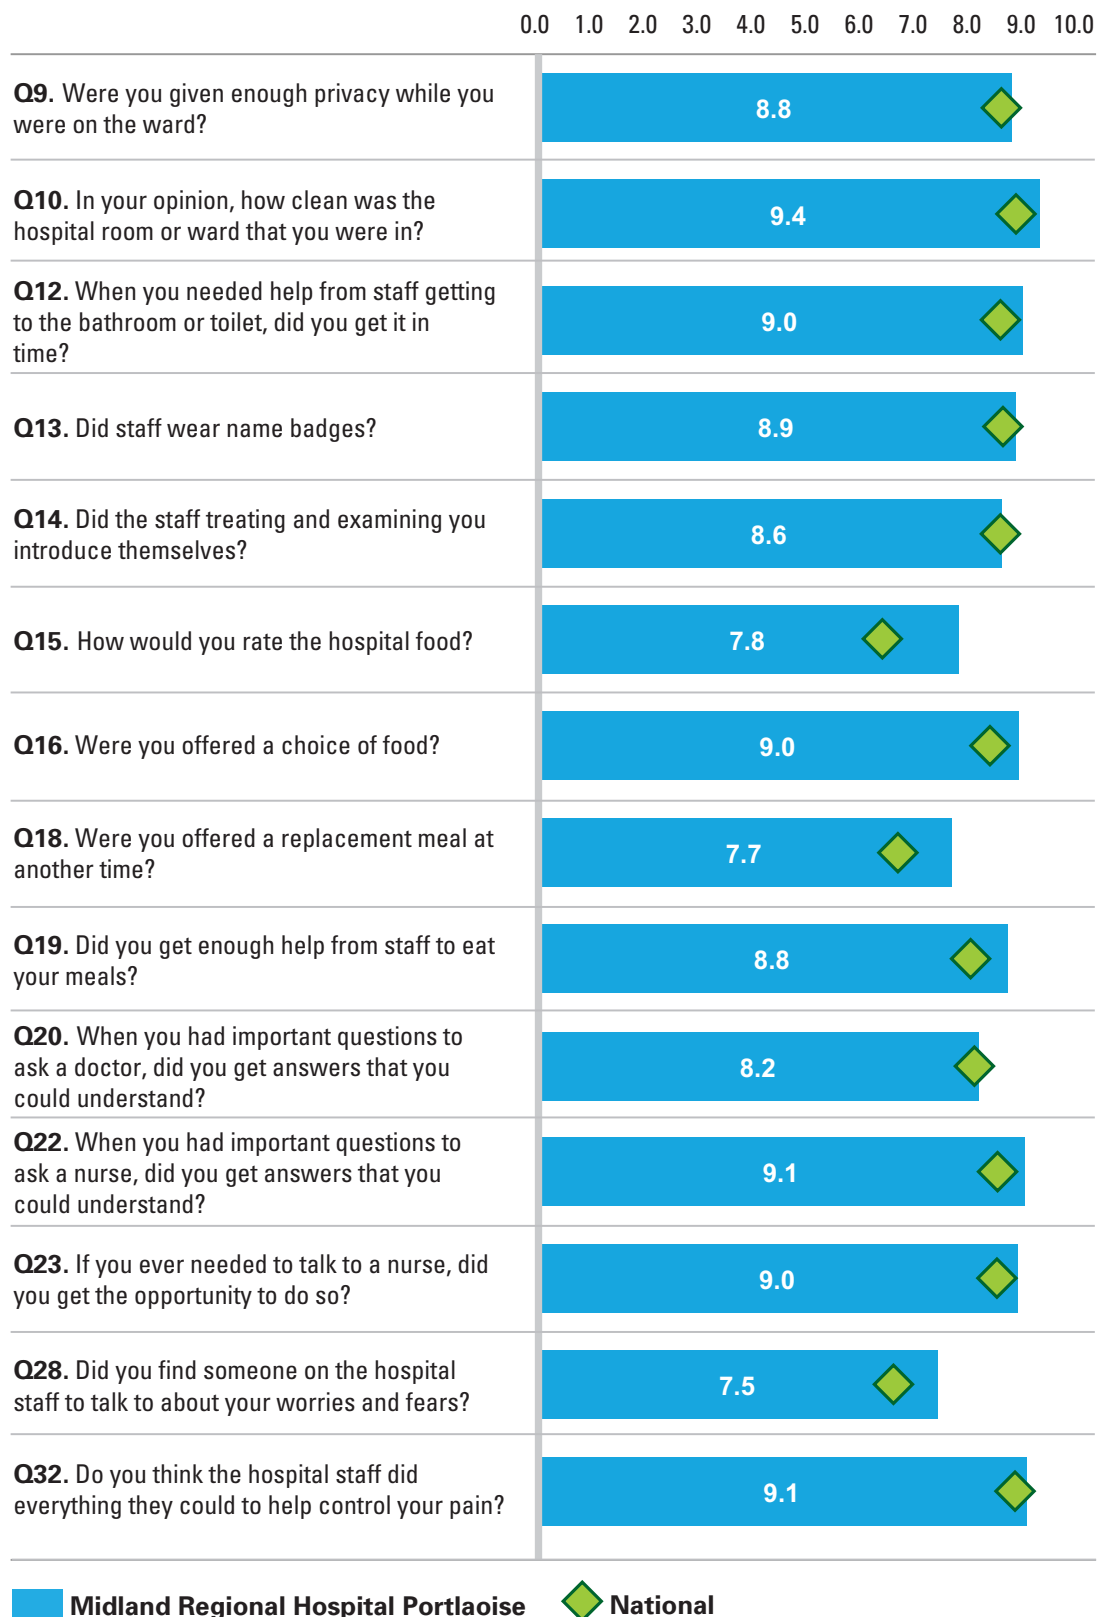 0.0 1.0 2.0 3.0 4.0 5.0 6.0 7.0 8.0 9.0 10.0
Q9. Were you given enough privacy while you
were on the ward?
8.8
Q10. In your opinion, how clean was the
hospital room or ward that you were in?
9.4
Q12. When you needed help from staff getting
to the bathroom or toilet, did you get it in
time?
9.0
Q13. Did staff wear name badges?
8.9
Q14. Did the staff treating and examining you
introduce themselves?
8.6
Q15. How would you rate the hospital food?
7.8
Q16. Were you offered a choice of food?
9.0
Q18. Were you offered a replacement meal at
another time?
7.7
Q19. Did you get enough help from staff to eat
your meals?
8.8
Q20. When you had important questions to
ask a doctor, did you get answers that you
could understand?
8.2
Q22. When you had important questions to
ask a nurse, did you get answers that you
could understand?
9.1
Q23. If you ever needed to talk to a nurse, did
you get the opportunity to do so?
9.0
Q28. Did you find someone on the hospital
staff to talk to about your worries and fears?
7.5
Q32. Do you think the hospital staff did
everything they could to help control your pain?
9.1
Midland Regional Hospital Portlaoise National